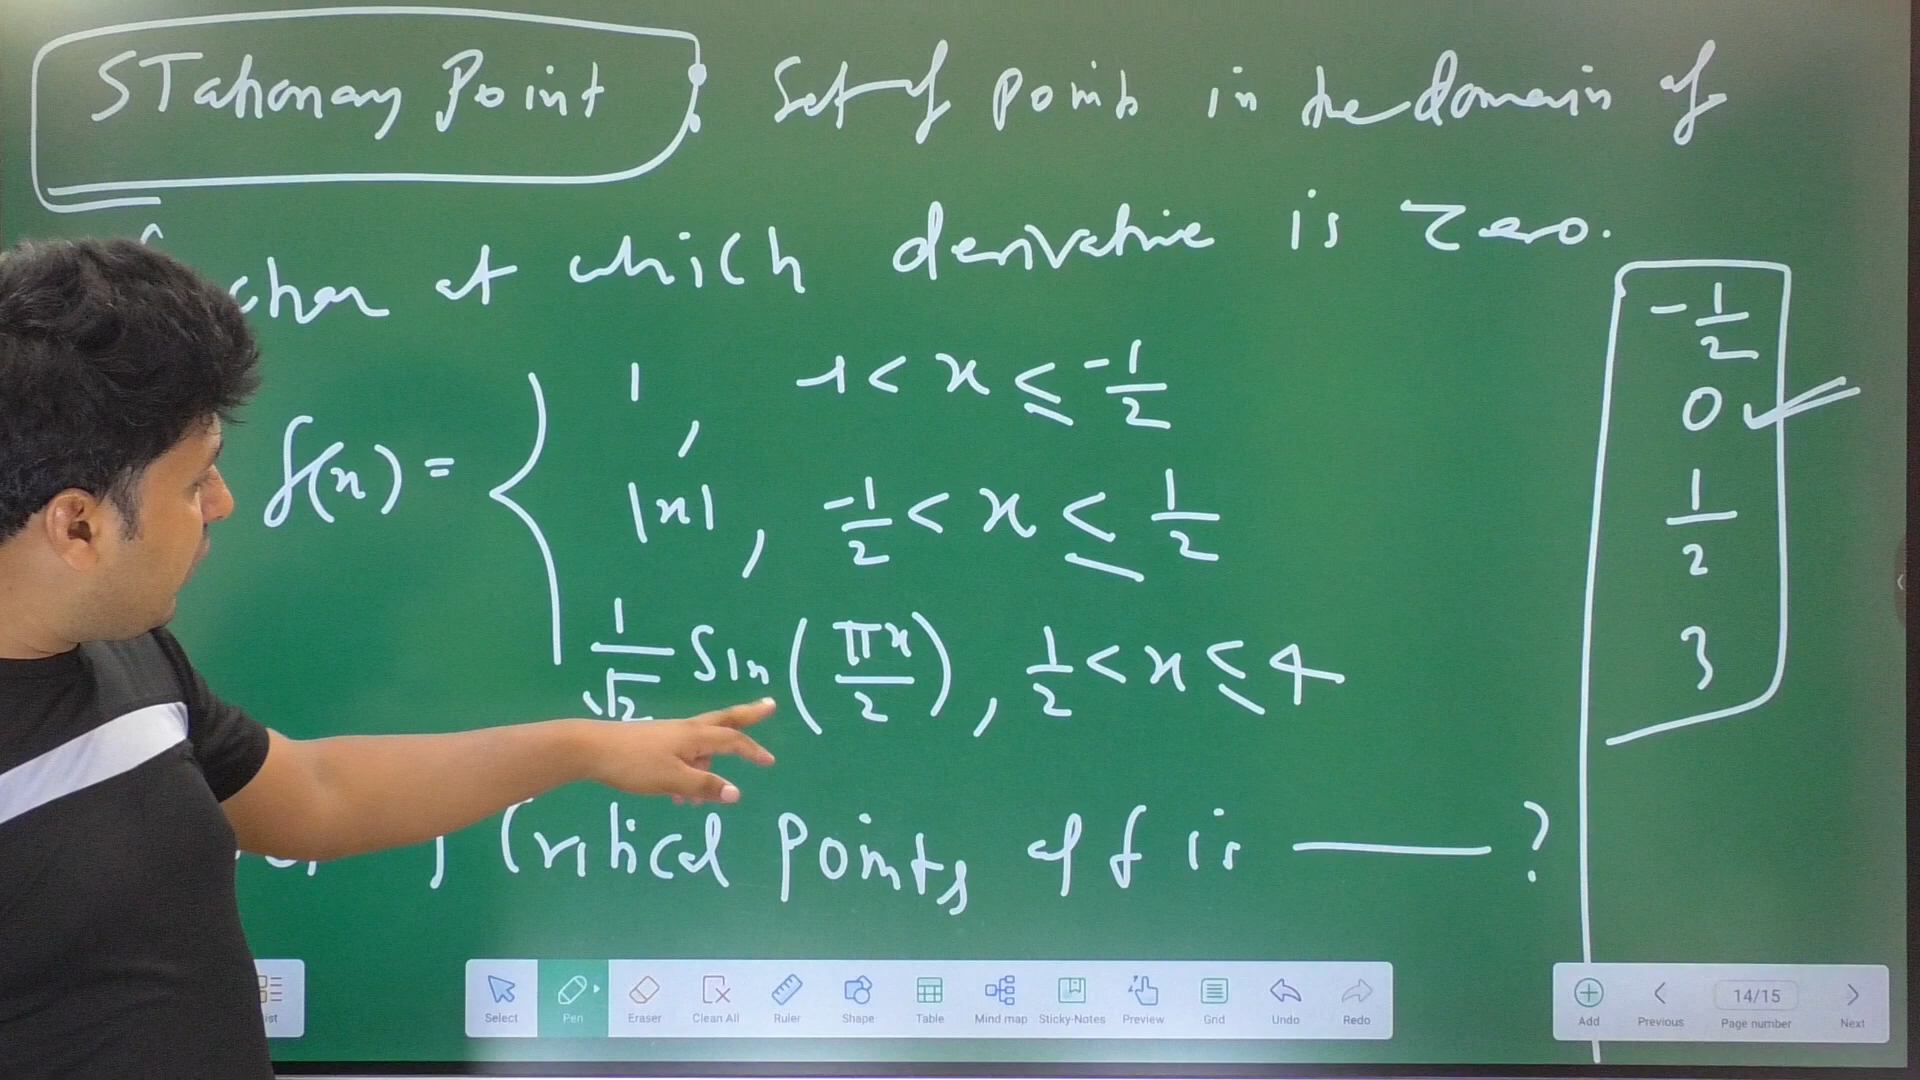 Stationary Point : Set of points in the domain of
at which derivative is zero.
f(x) = { 1 , -1 < x ≤ -1/2
|x| , -1/2 < x ≤ 1/2
1/√2 Sin (πx/2) , 1/2 < x ≤ 4
, Critical points of f is ——— ?
-1/2
0 ✓
1/2
3
Select Pen Eraser Clean All Ruler Shape Table Mind map Sticky-Notes Preview Grid Undo Redo
Add Previous 14/15 Page number Next